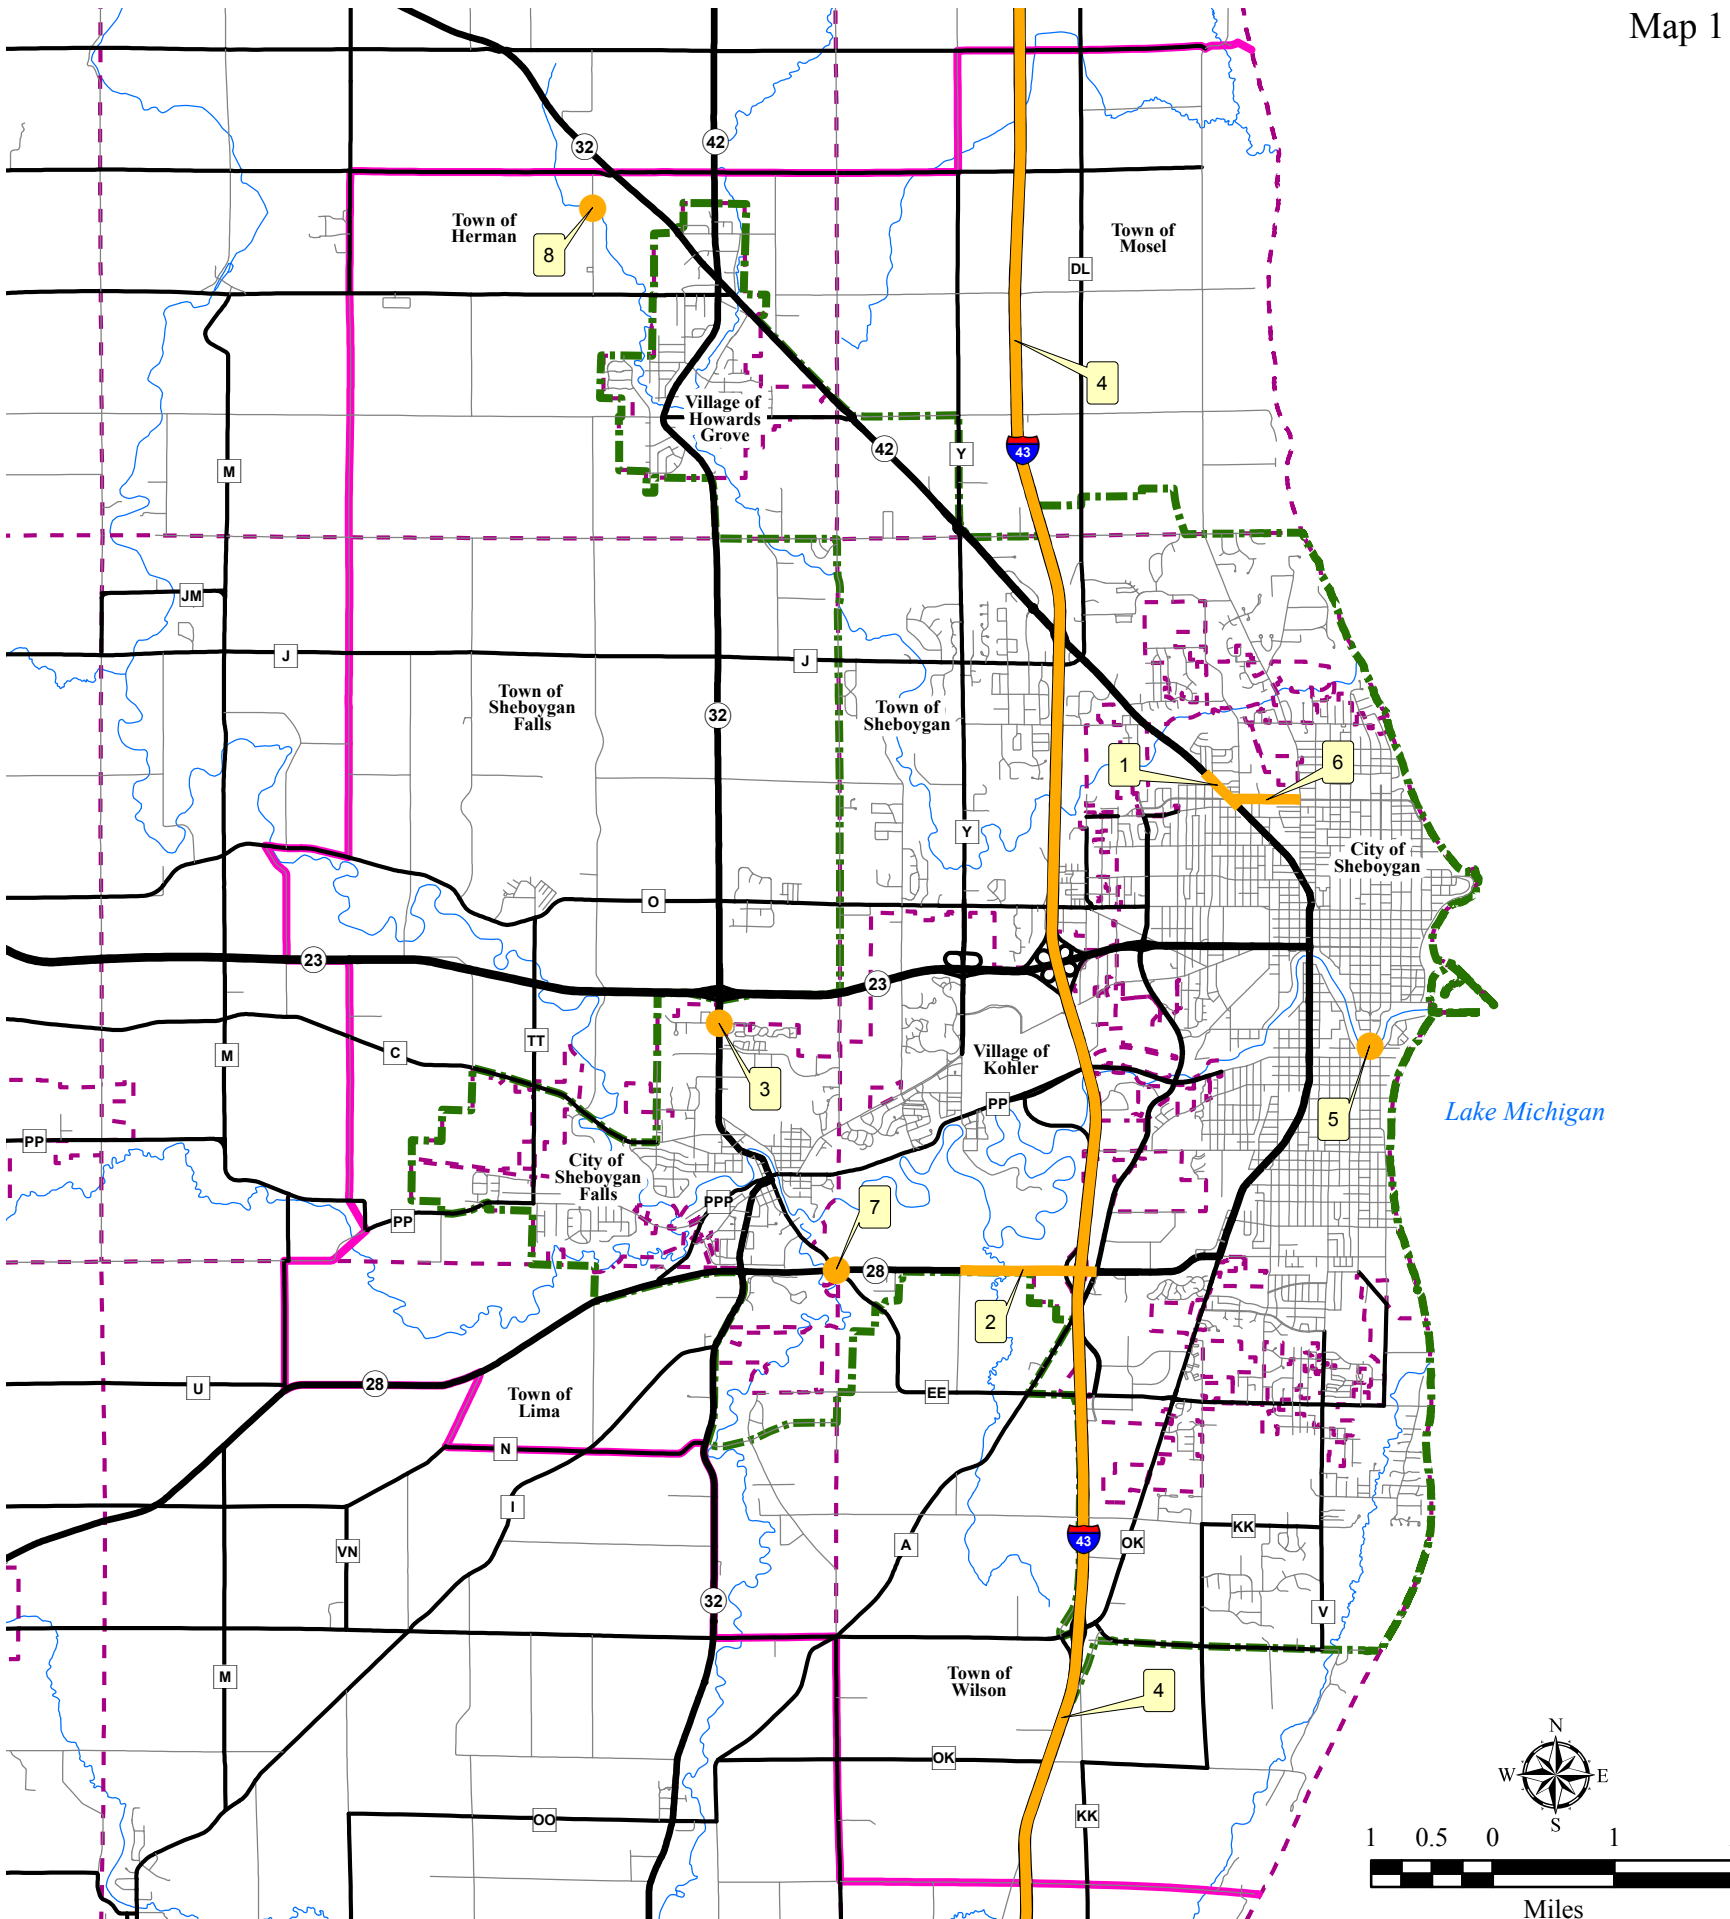 Map 1
32
42
Town of
Herman
8
Town of
Mosel
DL
4
Village of
Howards
Grove
42
Y
43
M
JM
J
J
Town of
Sheboygan
Falls
32
Town of
Sheboygan
1
6
Y
City of
Sheboygan
O
23
23
M
C
TT
3
Village of
Kohler
PP
5
Lake Michigan
PP
City of
Sheboygan
Falls
PPP
7
PP
28
2
U
28
Town of
Lima
EE
N
I
VN
A
43
OK
KK
32
V
M
Town of
Wilson
4
OK
OO
KK
N
W
E
S
1 0.5 0 1
Miles